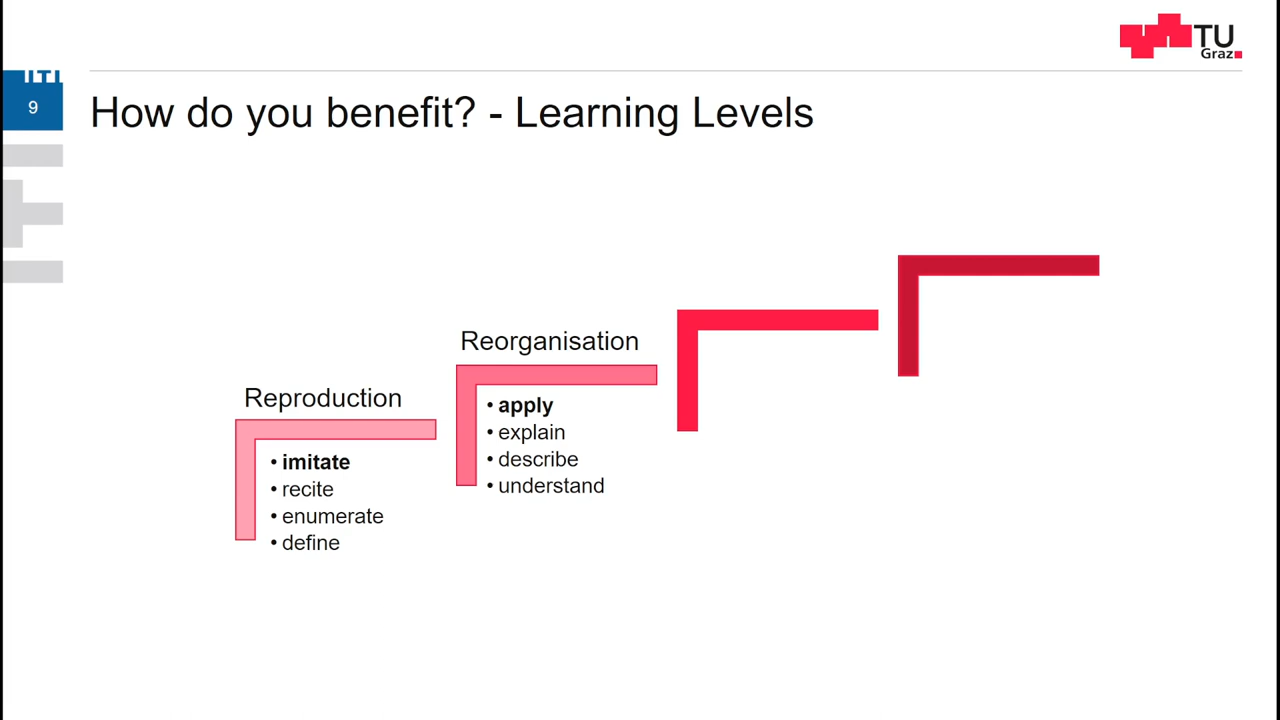 TU
Graz
9
How do you benefit? - Learning Levels
Reproduction
• imitate
• recite
• enumerate
• define
Reorganisation
• apply
• explain
• describe
• understand